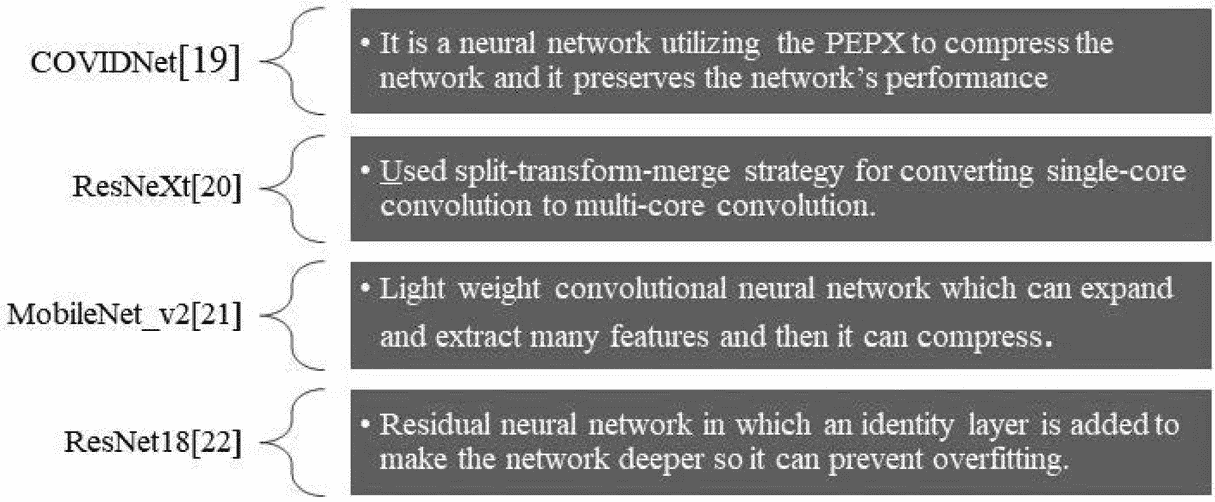 COVIDNet[19]
• It is a neural network utilizing the PEPX to compress the
network and it preserves the network's performance
ResNeXt[20]
• Used split-transform-merge strategy for converting single-core
convolution to multi-core convolution.
MobileNet_v2[21]
• Light weight convolutional neural network which can expand
and extract many features and then it can compress.
ResNet18[22]
• Residual neural network in which an identity layer is added to
make the network deeper so it can prevent overfitting.